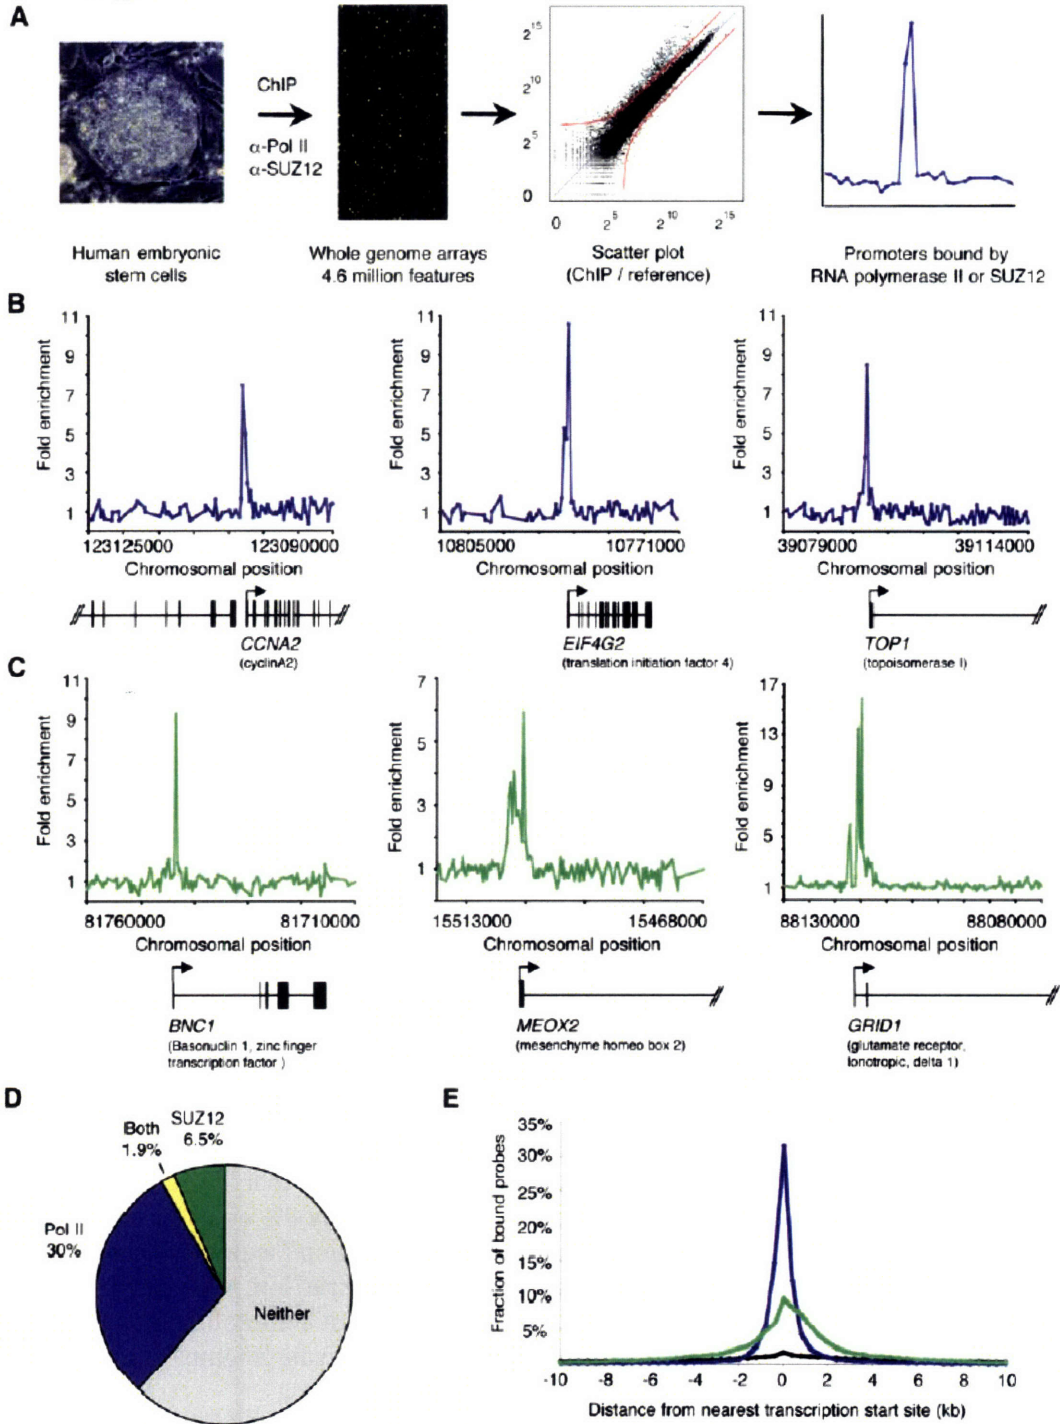 A
ChIP
α-Pol II
α-SUZ12
2^15
2^10
2^5
0
0 2^5 2^10 2^15
Human embryonic
stem cells
Whole genome arrays
4.6 million features
Scatter plot
(ChIP / reference)
Promoters bound by
RNA polymerase II or SUZ12
B
Fold enrichment
11
9
7
5
3
1
123125000 123090000
Chromosomal position
CCNA2
(cyclinA2)
Fold enrichment
11
9
7
5
3
1
10805000 10771000
Chromosomal position
EIF4G2
(translation initiation factor 4)
Fold enrichment
11
9
7
5
3
1
39079000 39114000
Chromosomal position
TOP1
(topoisomerase I)
C
Fold enrichment
11
9
7
5
3
1
81760000 81710000
Chromosomal position
BNC1
(Basonuclin 1, zinc finger
transcription factor )
Fold enrichment
7
5
3
1
15513000 15468000
Chromosomal position
MEOX2
(mesenchyme homeo box 2)
Fold enrichment
17
13
9
5
1
88130000 88080000
Chromosomal position
GRID1
(glutamate receptor,
Ionotropic, delta 1)
D
SUZ12
6.5%
Both
1.9%
Pol II
30%
Neither
E
Fraction of bound probes
35%
30%
25%
20%
15%
10%
5%
-10 -8 -6 -4 -2 0 2 4 6 8 10
Distance from nearest transcription start site (kb)